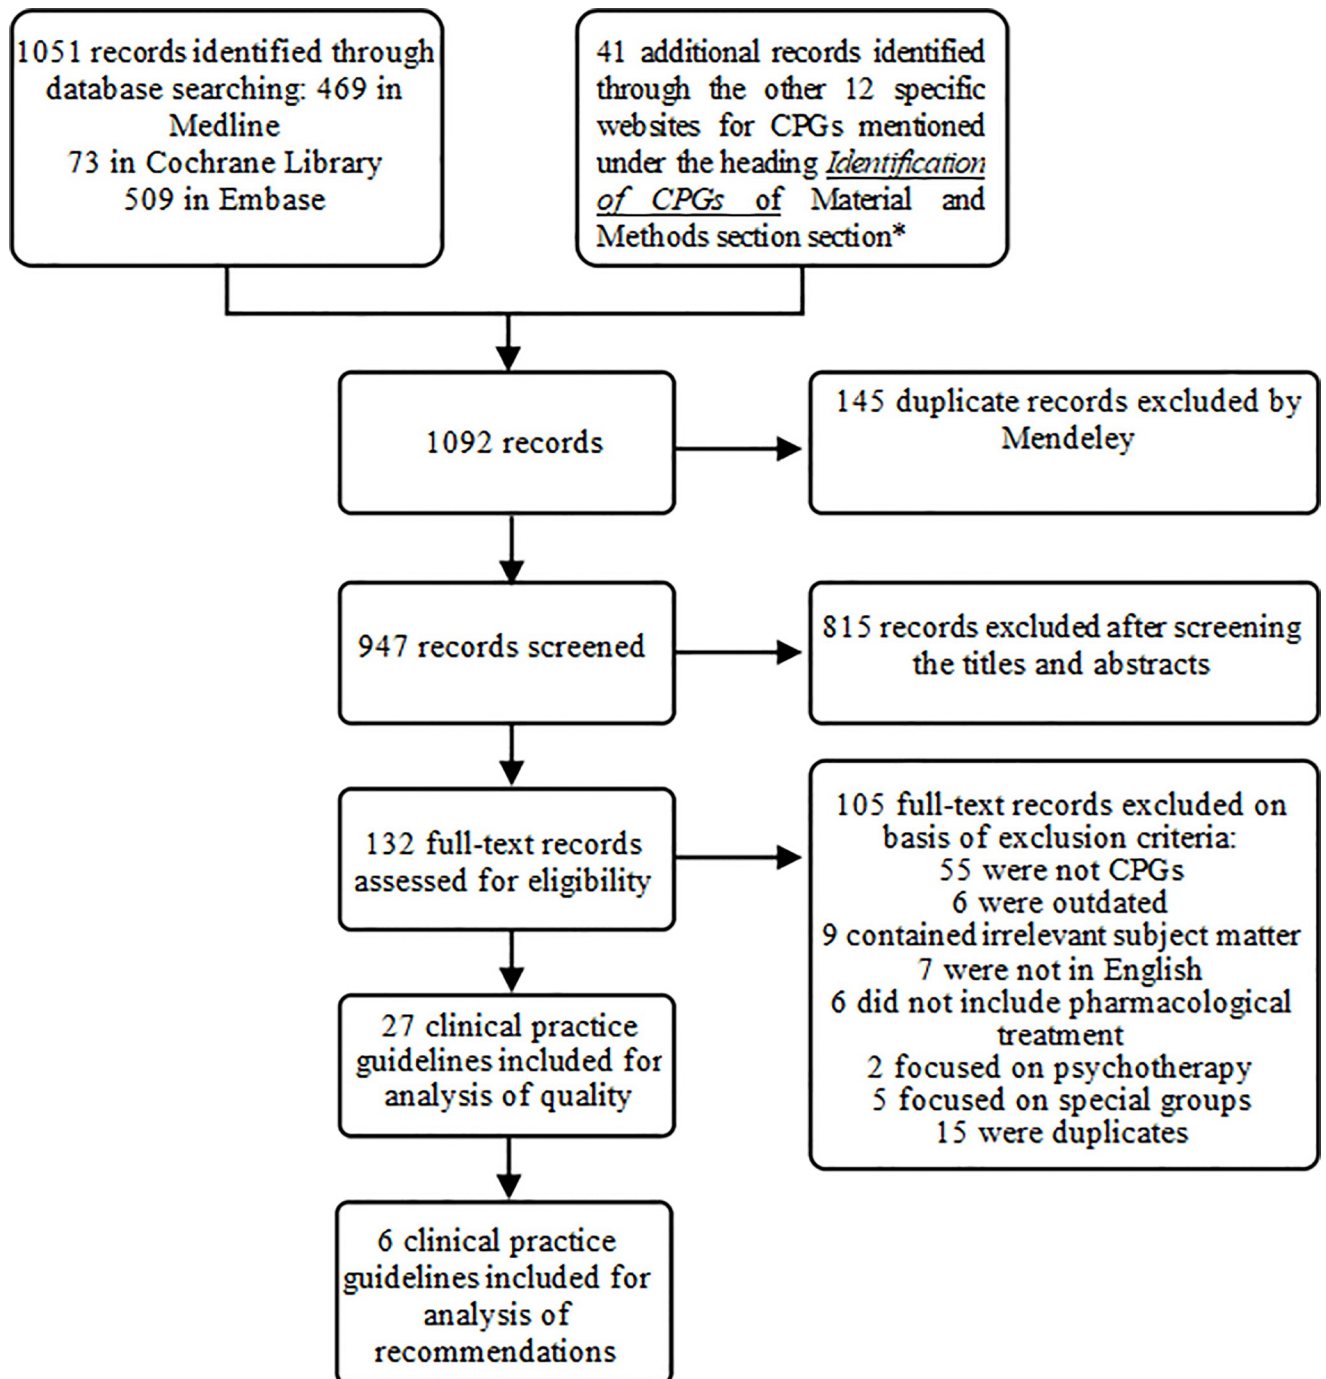 1051 records identified through
database searching: 469 in
Medline
73 in Cochrane Library
509 in Embase
41 additional records identified
through the other 12 specific
websites for CPGs mentioned
under the heading Identification
of CPGs of Material and
Methods section section*
1092 records
145 duplicate records excluded by
Mendeley
947 records screened
815 records excluded after screening
the titles and abstracts
132 full-text records
assessed for eligibility
105 full-text records excluded on
basis of exclusion criteria:
55 were not CPGs
6 were outdated
9 contained irrelevant subject matter
7 were not in English
6 did not include pharmacological
treatment
2 focused on psychotherapy
5 focused on special groups
15 were duplicates
27 clinical practice
guidelines included for
analysis of quality
6 clinical practice
guidelines included for
analysis of
recommendations